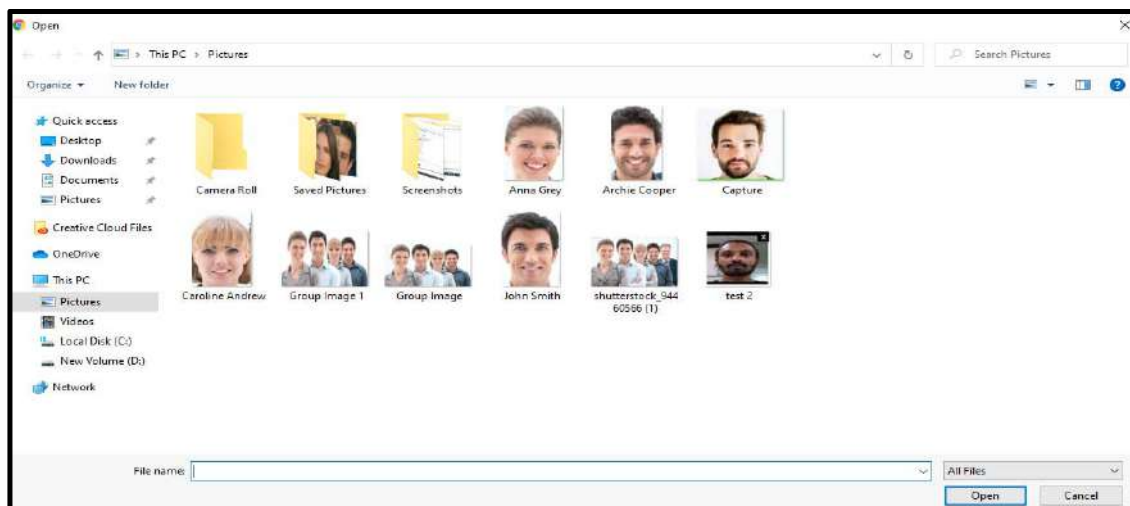 Open
This PC > Pictures
Search Pictures
Organize
New folder
Quick access
Desktop
Downloads
Documents
Pictures
Creative Cloud Files
OneDrive
This PC
Pictures
Videos
Local Disk (C:)
New Volume (D:)
Network
Camera Roll
Saved Pictures
Screenshots
Anna Grey
Archie Cooper
Capture
Caroline Andrew
Group Image 1
Group Image
John Smith
shutterstock_944
60566 (1)
test 2
File name:
All Files
Open
Cancel